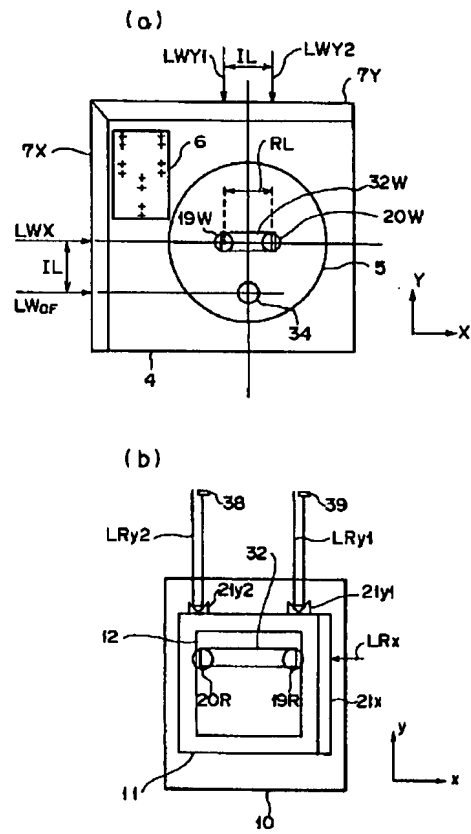 (a)
LWY1 IL LWY2
7Y
7X
6
RL
32W
19W
20W
LWX
5
IL
Y
LWOF
34
X
4
(b)
38
39
LRy2
LRy1
32
21y2
21y1
12
LRx
20R
19R
21x
y
11
x
10